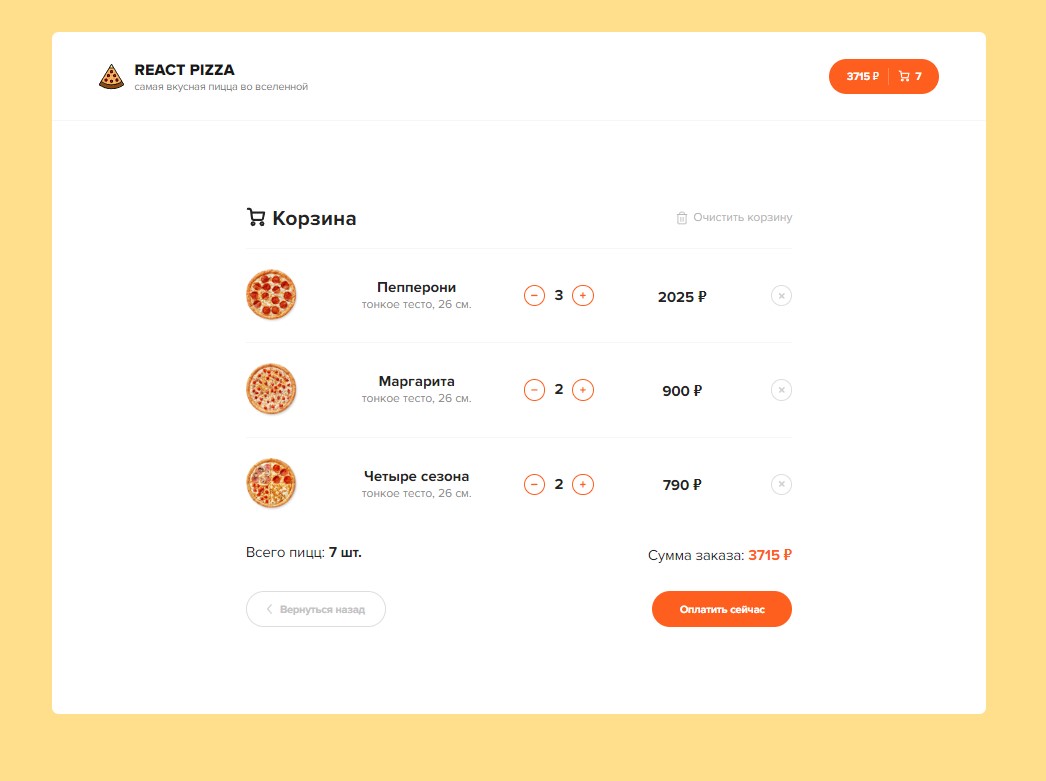 REACT PIZZA
самая вкусная пицца во вселенной
3715 ₽ 7
Корзина
Очистить корзину
Пепперони
тонкое тесто, 26 см.
3
2025 ₽
Маргарита
тонкое тесто, 26 см.
2
900 ₽
Четыре сезона
тонкое тесто, 26 см.
2
790 ₽
Всего пицц: 7 шт.
Сумма заказа: 3715 ₽
Вернуться назад
Оплатить сейчас